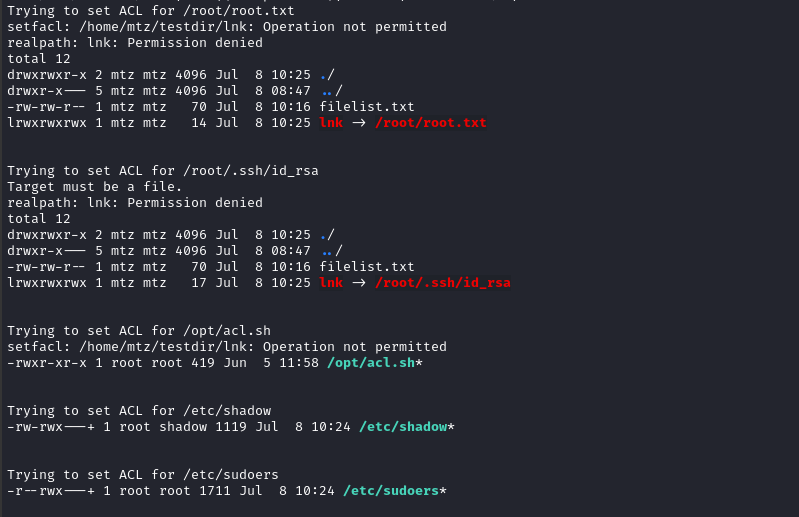 Trying to set ACL for /root/root.txt
setfacl: /home/mtz/testdir/lnk: Operation not permitted
realpath: lnk: Permission denied
total 12
drwxrwxr-x 2 mtz mtz 4096 Jul  8 10:25 ./
drwxr-x--- 5 mtz mtz 4096 Jul  8 08:47 ../
-rw-rw-r-- 1 mtz mtz   70 Jul  8 10:16 filelist.txt
lrwxrwxrwx 1 mtz mtz   14 Jul  8 10:25 lnk -> /root/root.txt
Trying to set ACL for /root/.ssh/id_rsa
Target must be a file.
realpath: lnk: Permission denied
total 12
drwxrwxr-x 2 mtz mtz 4096 Jul  8 10:25 ./
drwxr-x--- 5 mtz mtz 4096 Jul  8 08:47 ../
-rw-rw-r-- 1 mtz mtz   70 Jul  8 10:16 filelist.txt
lrwxrwxrwx 1 mtz mtz   17 Jul  8 10:25 lnk -> /root/.ssh/id_rsa
Trying to set ACL for /opt/acl.sh
setfacl: /home/mtz/testdir/lnk: Operation not permitted
-rwxr-xr-x 1 root root 419 Jun  5 11:58 /opt/acl.sh*
Trying to set ACL for /etc/shadow
-rw-rwx---+ 1 root shadow 1119 Jul  8 10:24 /etc/shadow*
Trying to set ACL for /etc/sudoers
-r--rwx---+ 1 root root 1711 Jul  8 10:24 /etc/sudoers*